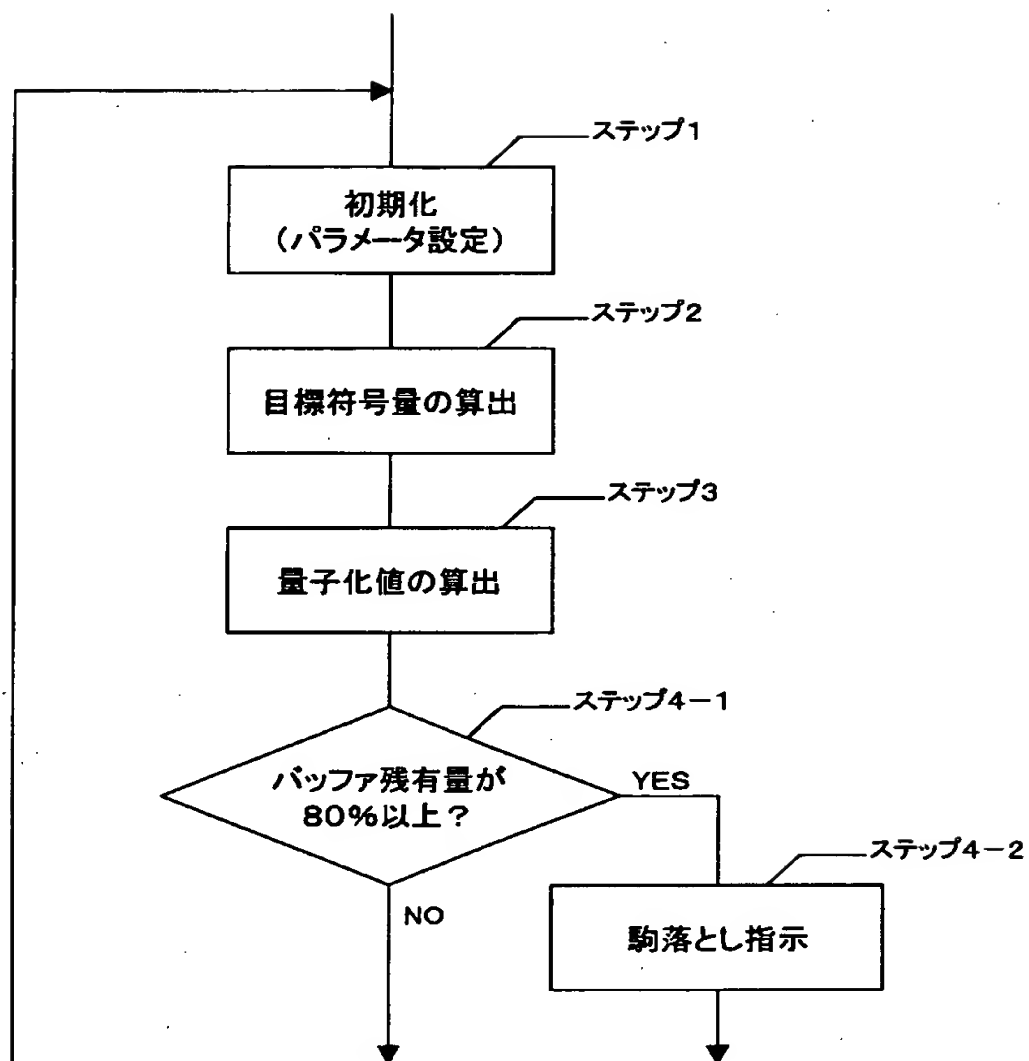 ステップ1
初期化
(パラメータ設定)
ステップ2
目標符号量の算出
ステップ3
量子化値の算出
ステップ4-1
バッファ残有量が
80%以上?
YES
ステップ4-2
NO
駒落とし指示